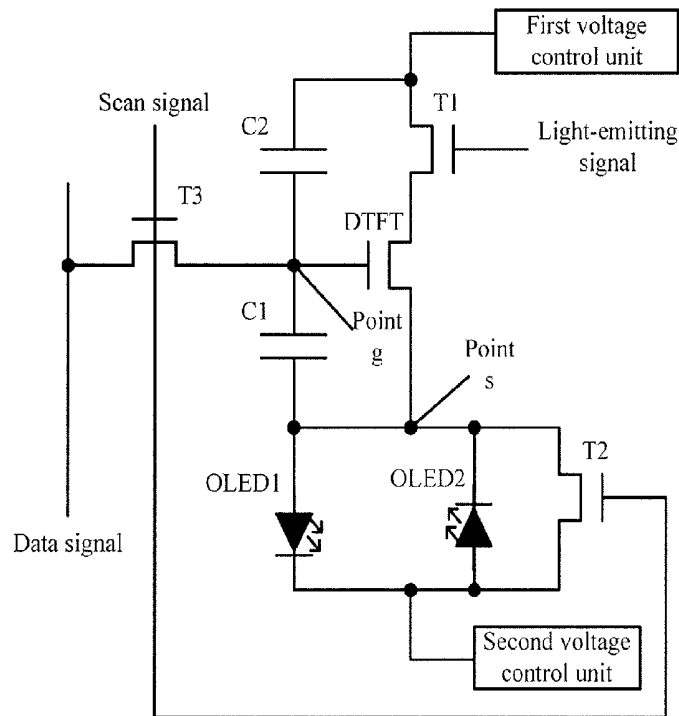 First voltage
control unit
Scan signal
T1
C2
Light-emitting
signal
T3
DTFT
C1
Point
g
Point
s
T2
OLED1
OLED2
Data signal
Second voltage
control unit